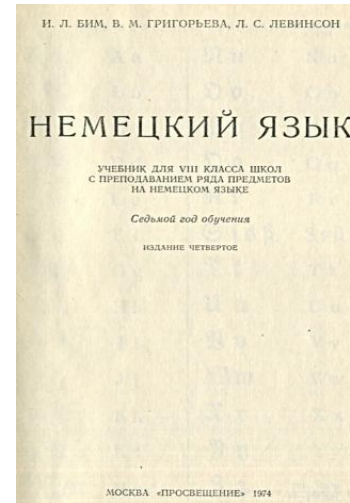 И. Л. БИМ, В. М. ГРИГОРЬЕВА, Л. С. ЛЕВИНСОН
НЕМЕЦКИЙ ЯЗЫК
УЧЕБНИК ДЛЯ VIII КЛАССА ШКОЛ
С ПРЕПОДАВАНИЕМ РЯДА ПРЕДМЕТОВ
НА НЕМЕЦКОМ ЯЗЫКЕ
Седьмой год обучения
ИЗДАНИЕ ЧЕТВЕРТОЕ
МОСКВА «ПРОСВЕЩЕНИЕ» 1974